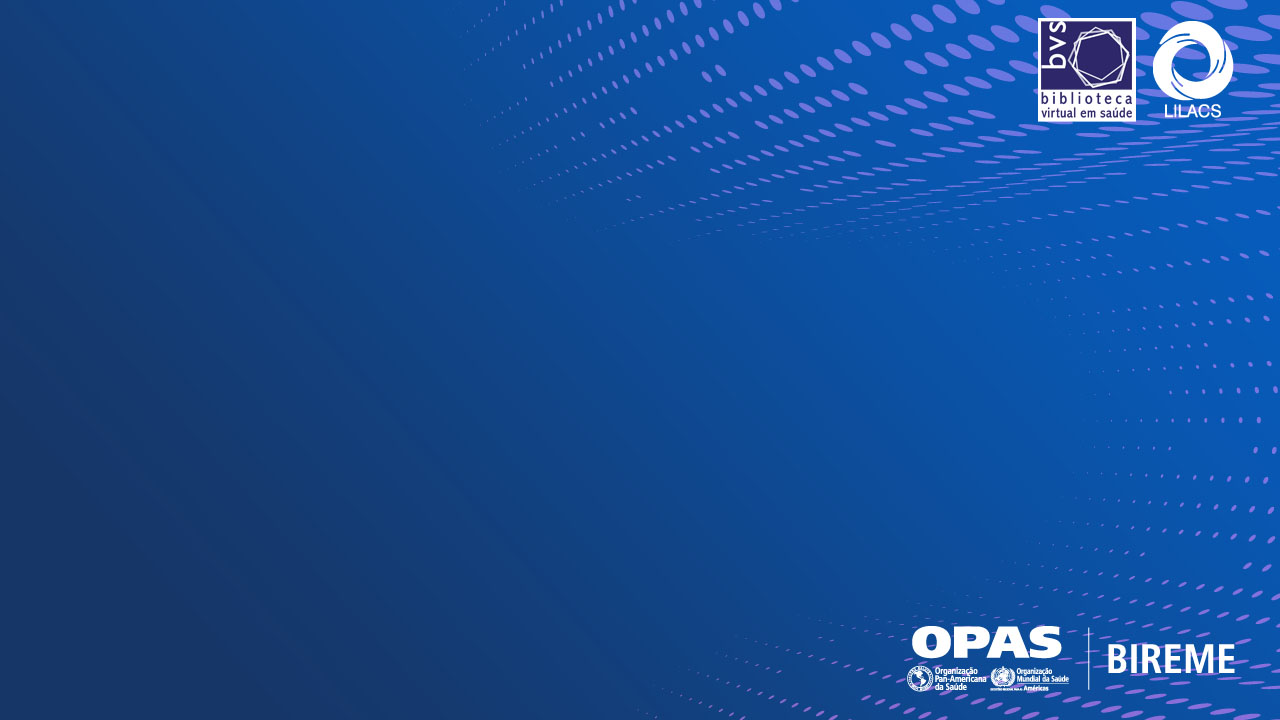 bvs
biblioteca
virtual em saúde
LILACS
OPAS
Organização
Pan-Americana
da Saúde
Organização
Mundial da Saúde
Américas
BIREME